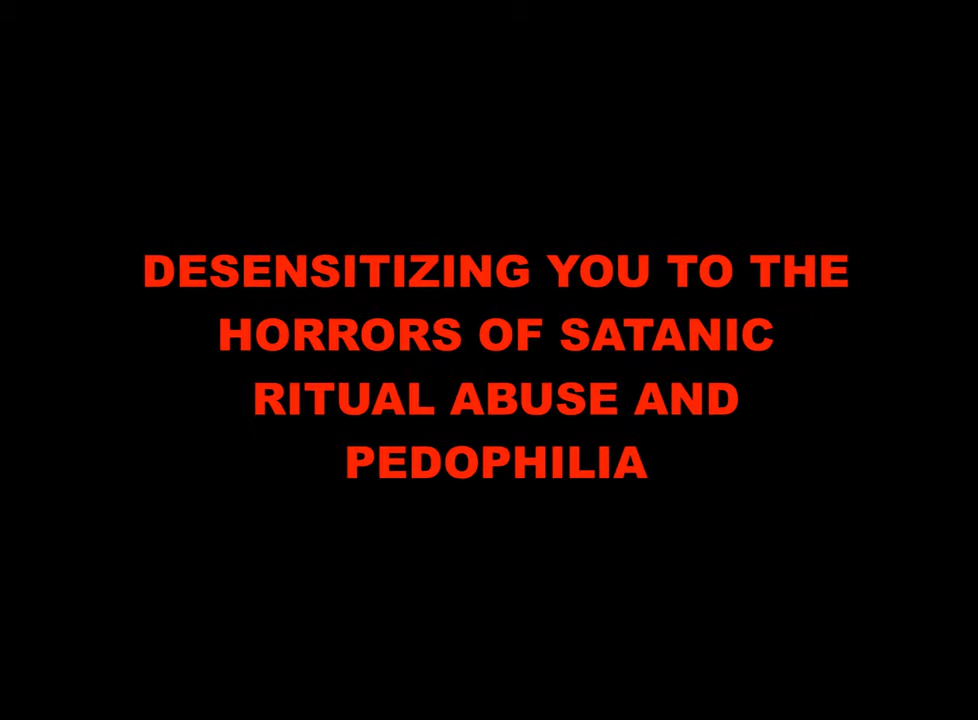 DESENSITIZING YOU TO THE
HORRORS OF SATANIC
RITUAL ABUSE AND
PEDOPHILIA